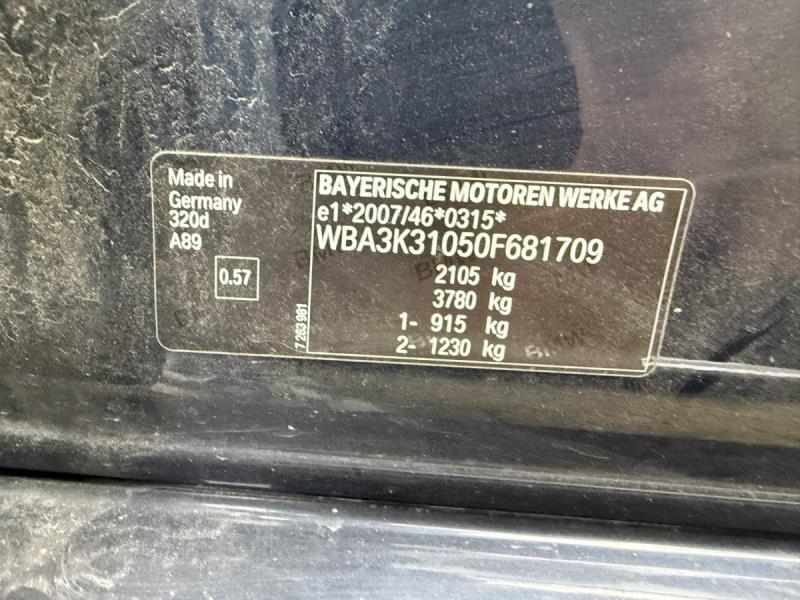 Made in
Germany
320d
A89
0.57
7 263 981
BAYERISCHE MOTOREN WERKE AG
e1*2007/46*0315*
WBA3K31050F681709
2105 kg
3780 kg
1- 915 kg
2- 1230 kg